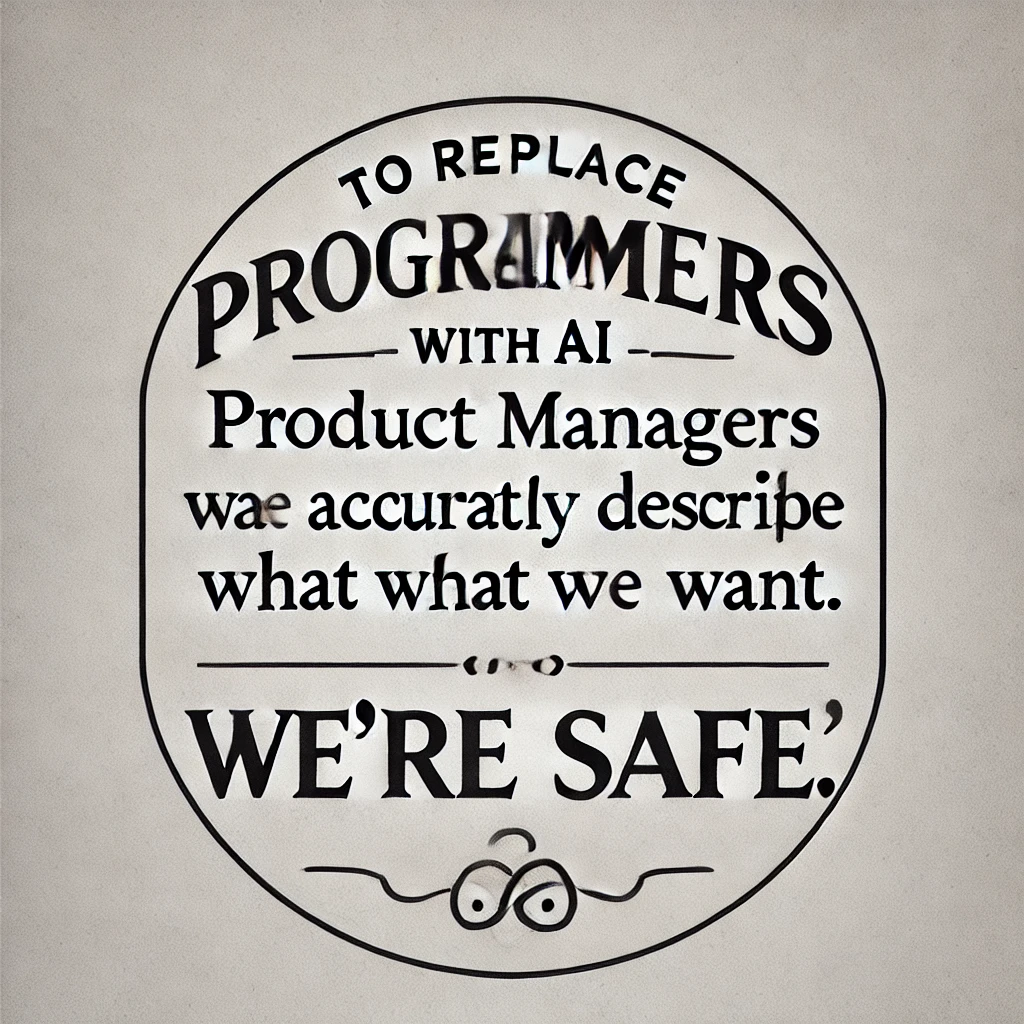 TO REPLACE
PROGRAMMERS
WITH AI
Product Managers
wae accuratly describe
what what we want.
WE'RE SAFE.'